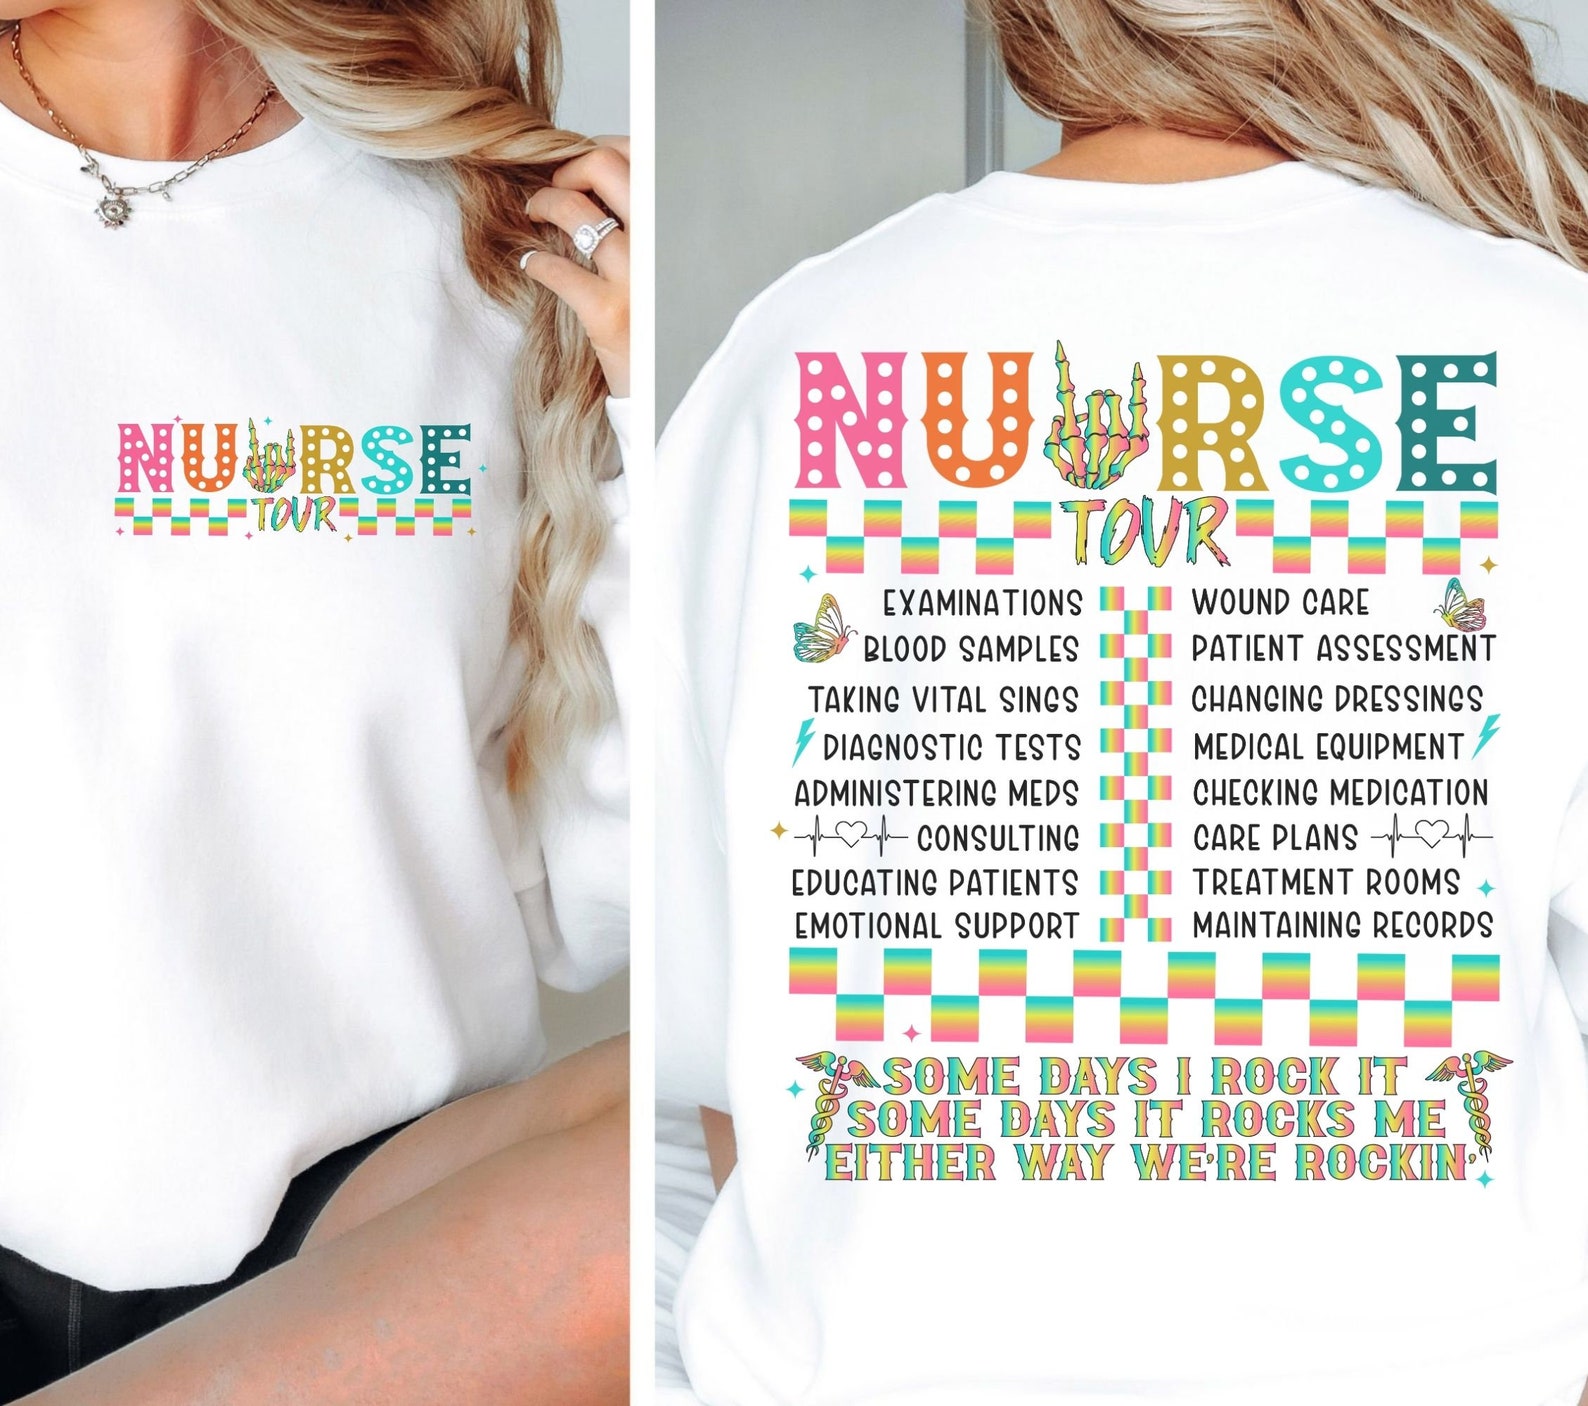 NURSE
TOUR
NURSE
TOUR
EXAMINATIONS
BLOOD SAMPLES
TAKING VITAL SINGS
DIAGNOSTIC TESTS
ADMINISTERING MEDS
CONSULTING
EDUCATING PATIENTS
EMOTIONAL SUPPORT
WOUND CARE
PATIENT ASSESSMENT
CHANGING DRESSINGS
MEDICAL EQUIPMENT
CHECKING MEDICATION
CARE PLANS
TREATMENT ROOMS
MAINTAINING RECORDS
SOME DAYS I ROCK IT
SOME DAYS IT ROCKS ME
EITHER WAY WE'RE ROCKIN'